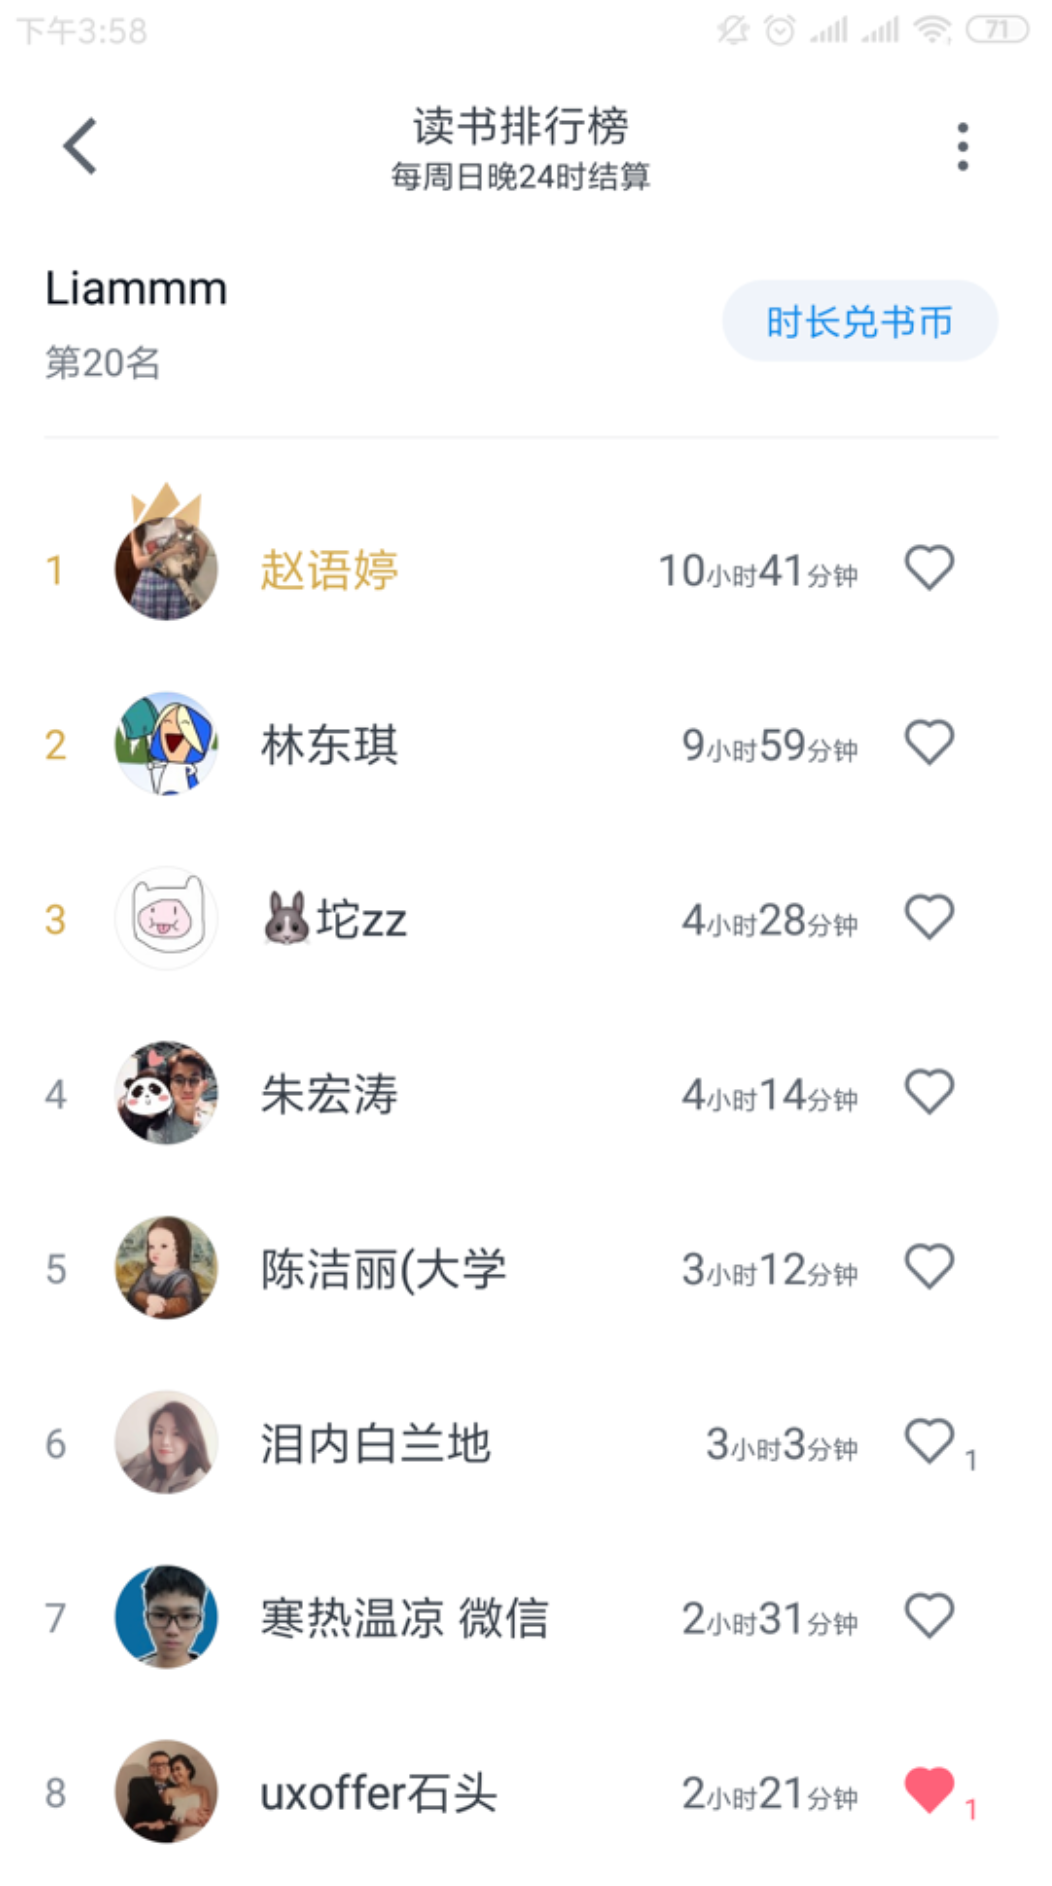 下午3:58
71
读书排行榜
每周日晚24时结算
Liammm
第20名
时长兑书币
1 赵语婷 10小时41分钟
2 林东琪 9小时59分钟
3 🐰坨zz 4小时28分钟
4 朱宏涛 4小时14分钟
5 陈洁丽(大学 3小时12分钟
6 泪内白兰地 3小时3分钟 1
7 寒热温凉 微信 2小时31分钟
8 uxoffer石头 2小时21分钟 1